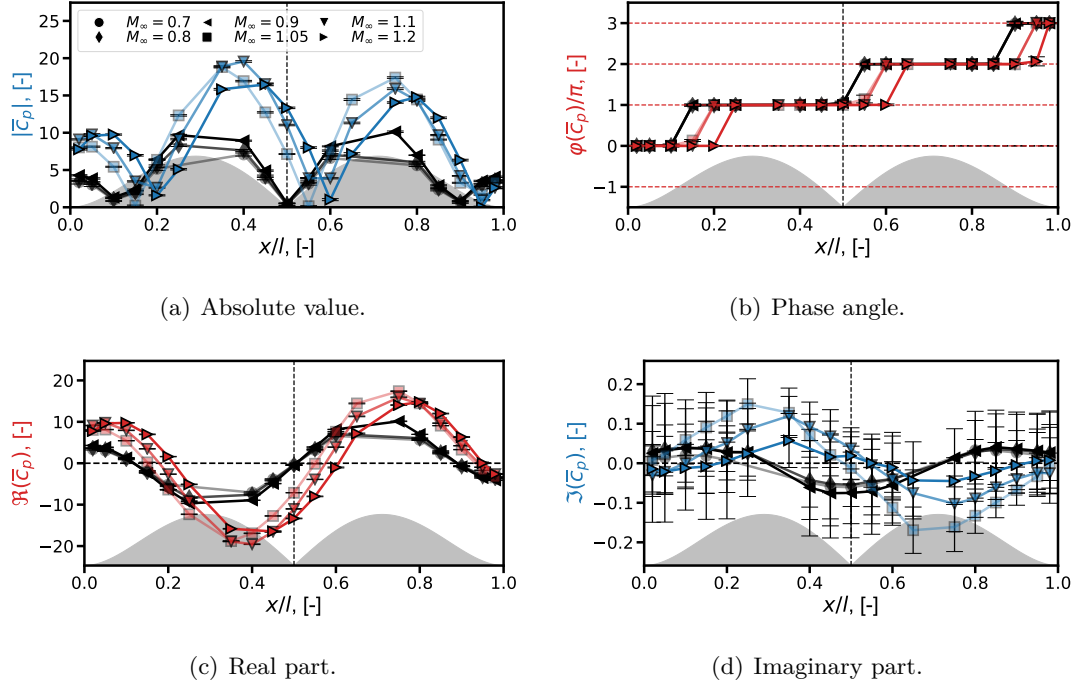 25
20
15
10
5
0
|c̅ₚ|, [-]
M∞ = 0.7 M∞ = 0.9 M∞ = 1.1
M∞ = 0.8 M∞ = 1.05 M∞ = 1.2
0.0 0.2 0.4 0.6 0.8 1.0
x/l, [-]
(a) Absolute value.
3
2
1
0
−1
φ(c̅ₚ)/π, [-]
0.0 0.2 0.4 0.6 0.8 1.0
x/l, [-]
(b) Phase angle.
20
10
0
−10
−20
ℜ(c̅ₚ), [-]
0.0 0.2 0.4 0.6 0.8 1.0
x/l, [-]
(c) Real part.
0.2
0.1
0.0
−0.1
−0.2
ℑ(c̅ₚ), [-]
0.0 0.2 0.4 0.6 0.8 1.0
x/l, [-]
(d) Imaginary part.